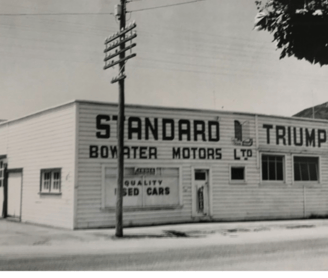 STANDARD TRIUMP
BOWATER MOTORS LTD
QUALITY
USED CARS